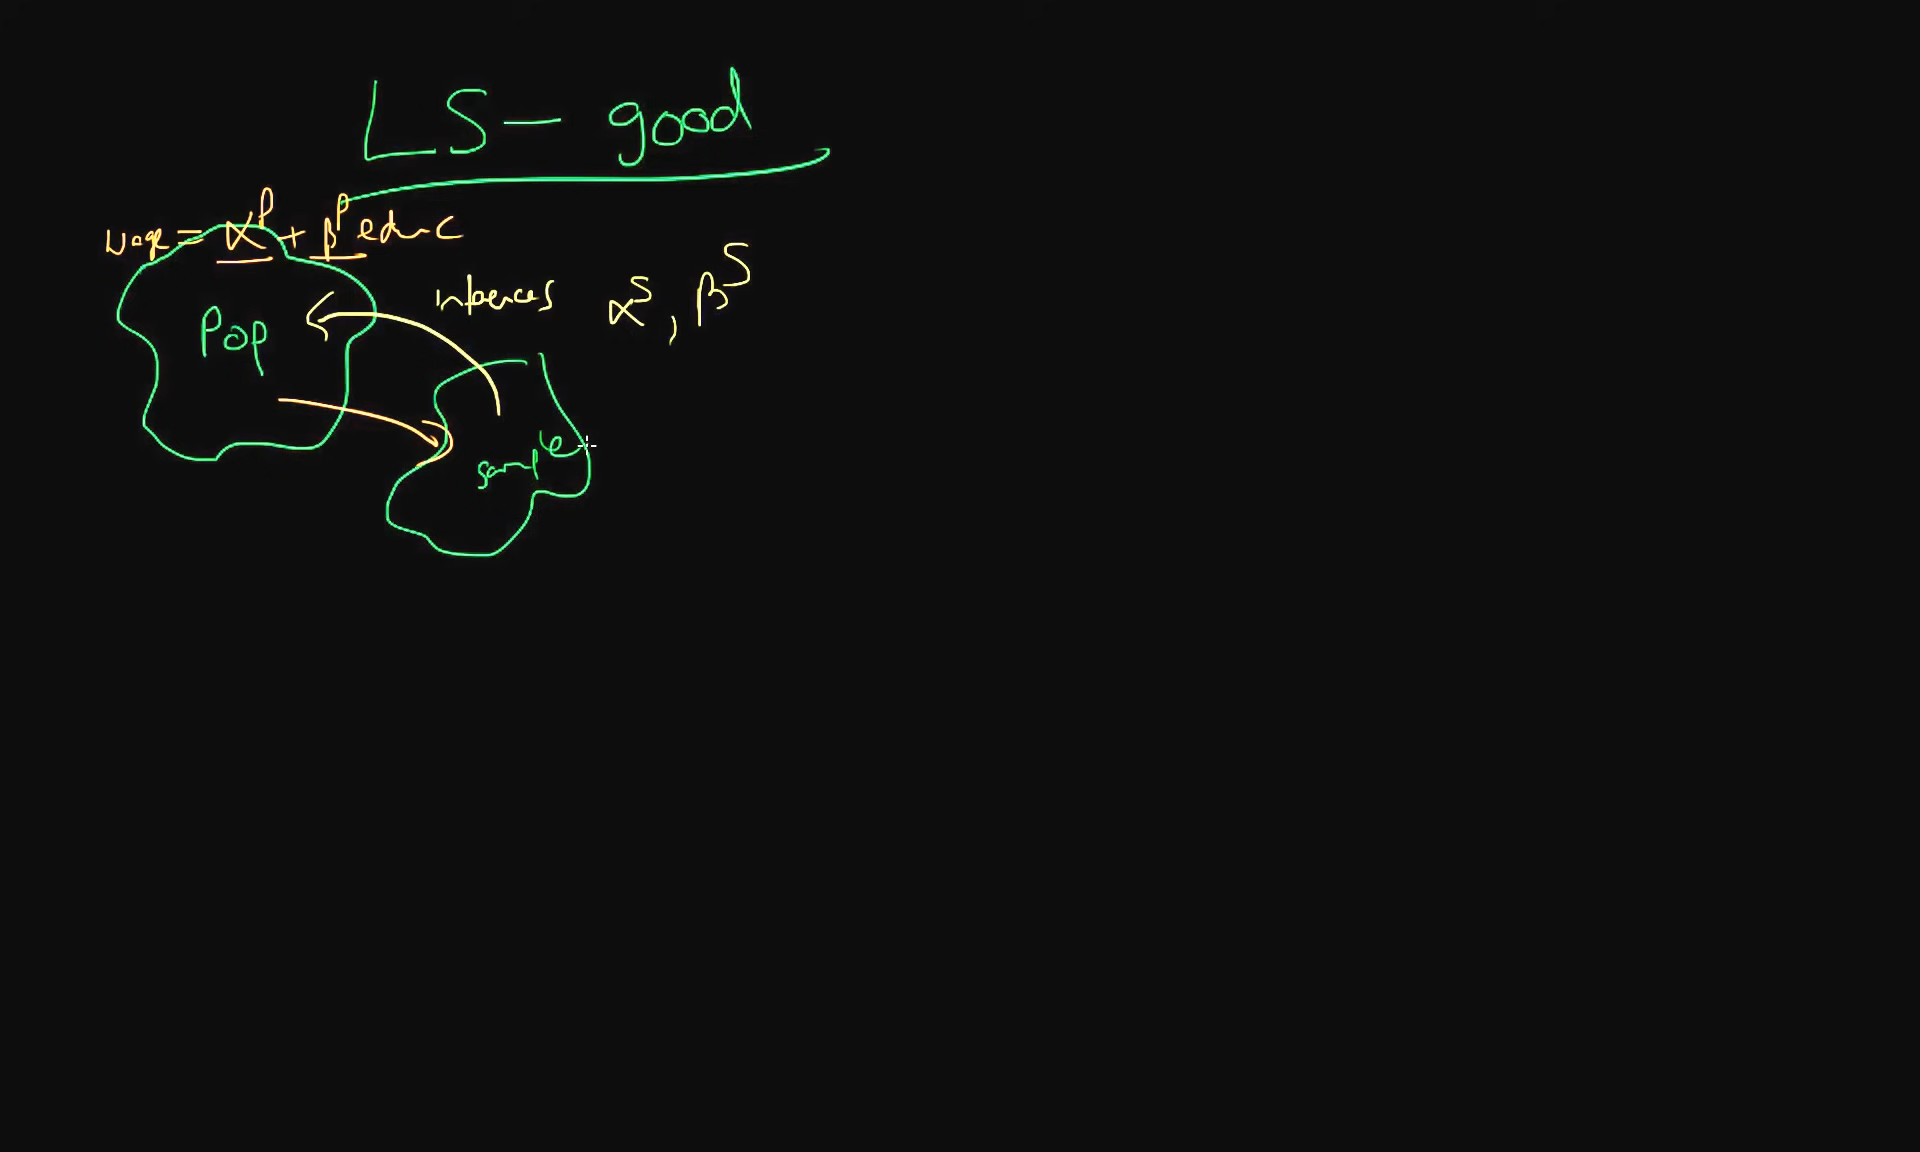 LS – good
wage = α^p + β^p educ
inferences α^s, β^s
Pop
sample